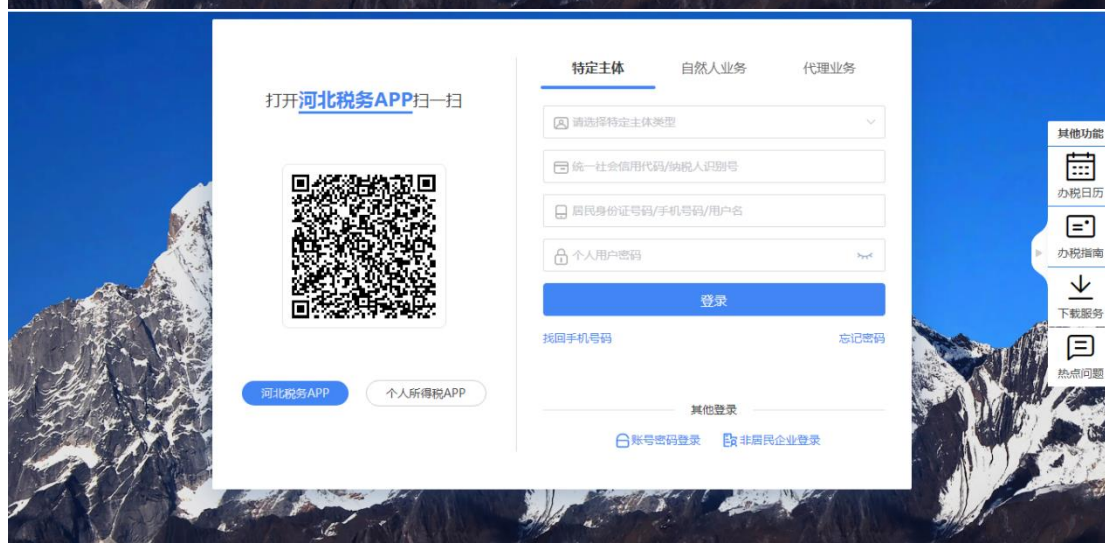 打开河北税务APP扫一扫
河北税务APP
个人所得税APP
特定主体
自然人业务
代理业务
请选择特定主体类型
统一社会信用代码/纳税人识别号
居民身份证号码/手机号码/用户名
个人用户密码
登录
找回手机号码
忘记密码
其他登录
账号密码登录
非居民企业登录
其他功能
办税日历
办税指南
下载服务
热点问题